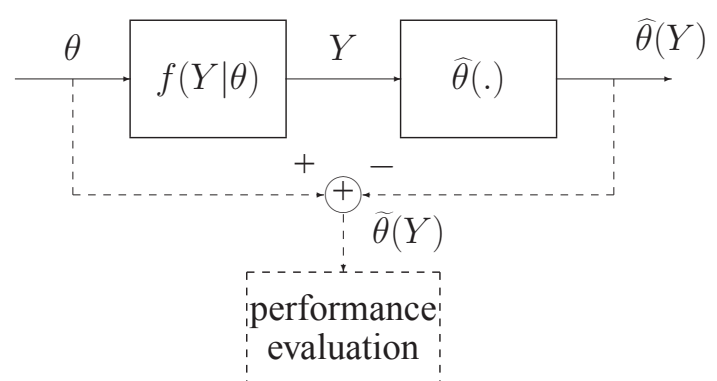 θ
f(Y|θ)
Y
θ̂(.)
θ̂(Y)
+
−
+
θ̃(Y)
performance
evaluation